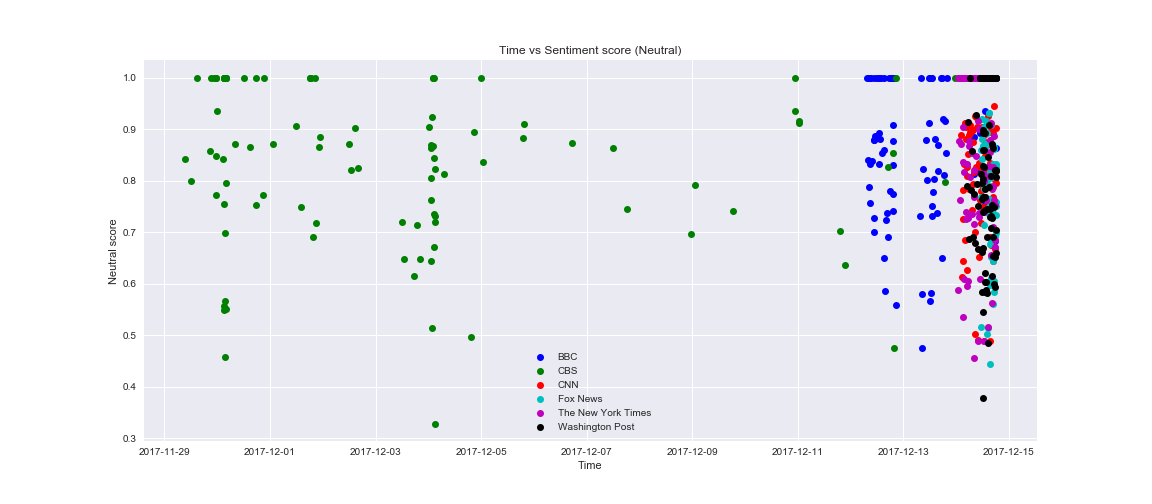 Time vs Sentiment score (Neutral)
Neutral score
1.0
0.9
0.8
0.7
0.6
0.5
0.4
0.3
BBC
CBS
CNN
Fox News
The New York Times
Washington Post
2017-11-29 2017-12-01 2017-12-03 2017-12-05 2017-12-07 2017-12-09 2017-12-11 2017-12-13 2017-12-15
Time